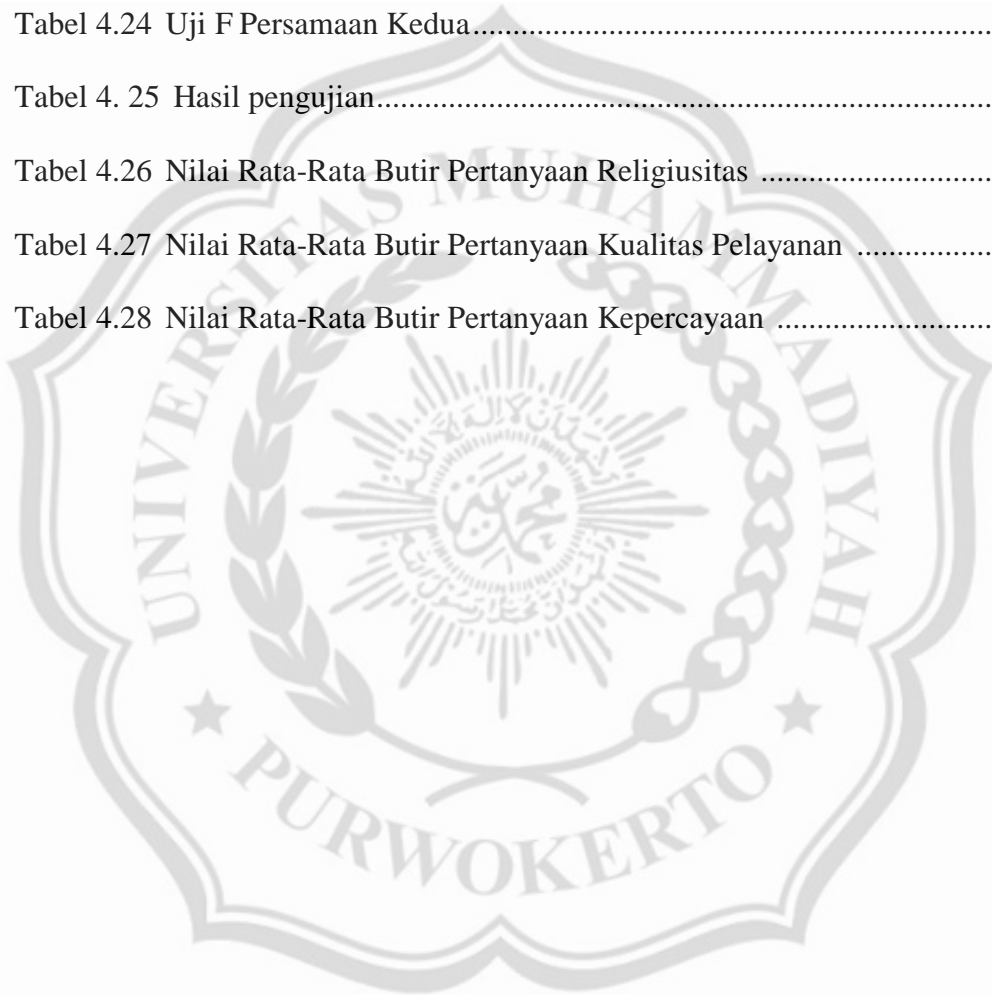 Tabel 4.24 Uji F Persamaan Kedua.................................................................
Tabel 4. 25 Hasil pengujian.............................................................................
Tabel 4.26 Nilai Rata-Rata Butir Pertanyaan Religiusitas .............................
Tabel 4.27 Nilai Rata-Rata Butir Pertanyaan Kualitas Pelayanan .................
Tabel 4.28 Nilai Rata-Rata Butir Pertanyaan Kepercayaan ...........................
UNIVERSITAS MUHAMMADIYAH
محمدية
PURWOKERTO